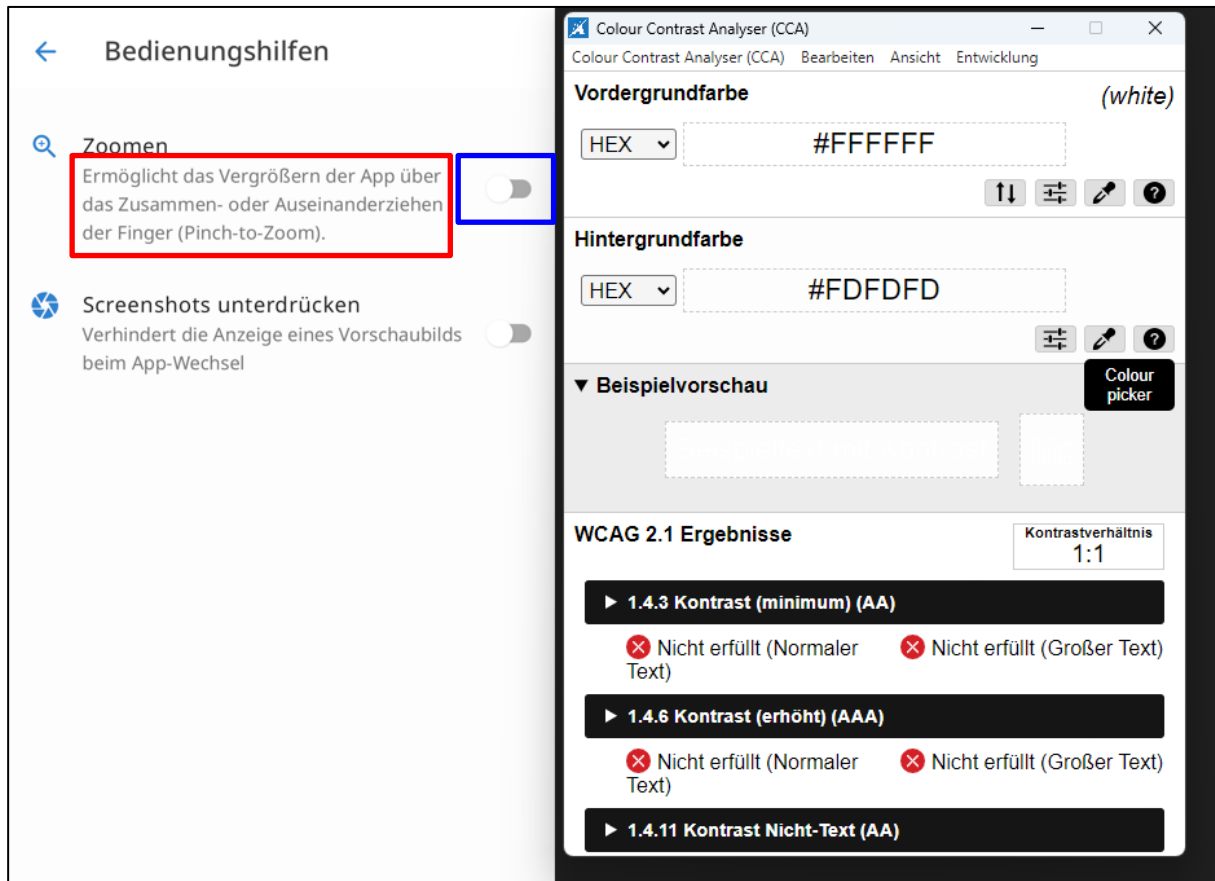 Bedienungshilfen
Zoomen
Ermöglicht das Vergrößern der App über
das Zusammen- oder Auseinanderziehen
der Finger (Pinch-to-Zoom).
Screenshots unterdrücken
Verhindert die Anzeige eines Vorschaubilds
beim App-Wechsel
Colour Contrast Analyser (CCA)
Colour Contrast Analyser (CCA) Bearbeiten Ansicht Entwicklung
Vordergrundfarbe (white)
HEX #FFFFFF
Hintergrundfarbe
HEX #FDFDFD
Colour
picker
Beispielvorschau
WCAG 2.1 Ergebnisse
Kontrastverhältnis
1:1
1.4.3 Kontrast (minimum) (AA)
Nicht erfüllt (Normaler Nicht erfüllt (Großer Text)
Text)
1.4.6 Kontrast (erhöht) (AAA)
Nicht erfüllt (Normaler Nicht erfüllt (Großer Text)
Text)
1.4.11 Kontrast Nicht-Text (AA)